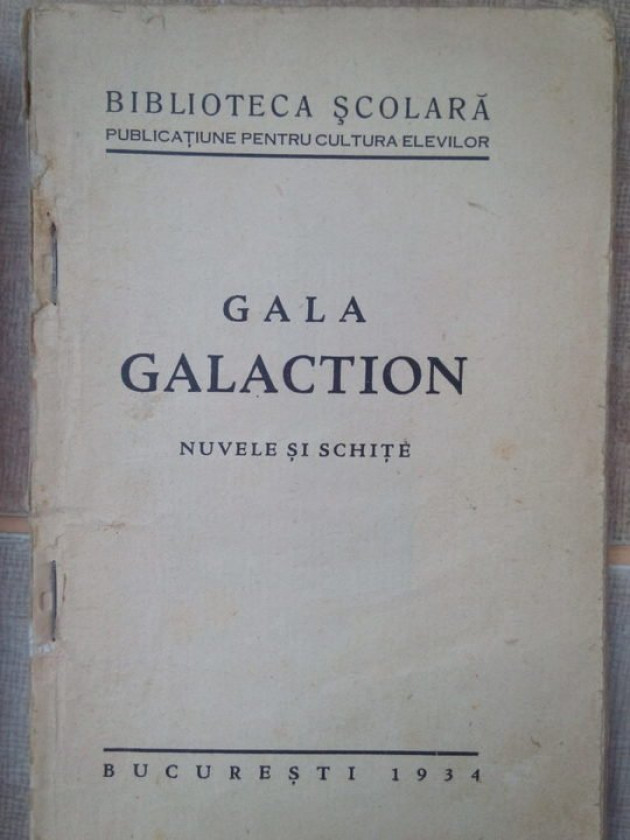 BIBLIOTECA ŞCOLARĂ
PUBLICAŢIUNE PENTRU CULTURA ELEVILOR
GALA
GALACTION
NUVELE ŞI SCHIŢE
BUCUREŞTI 1934